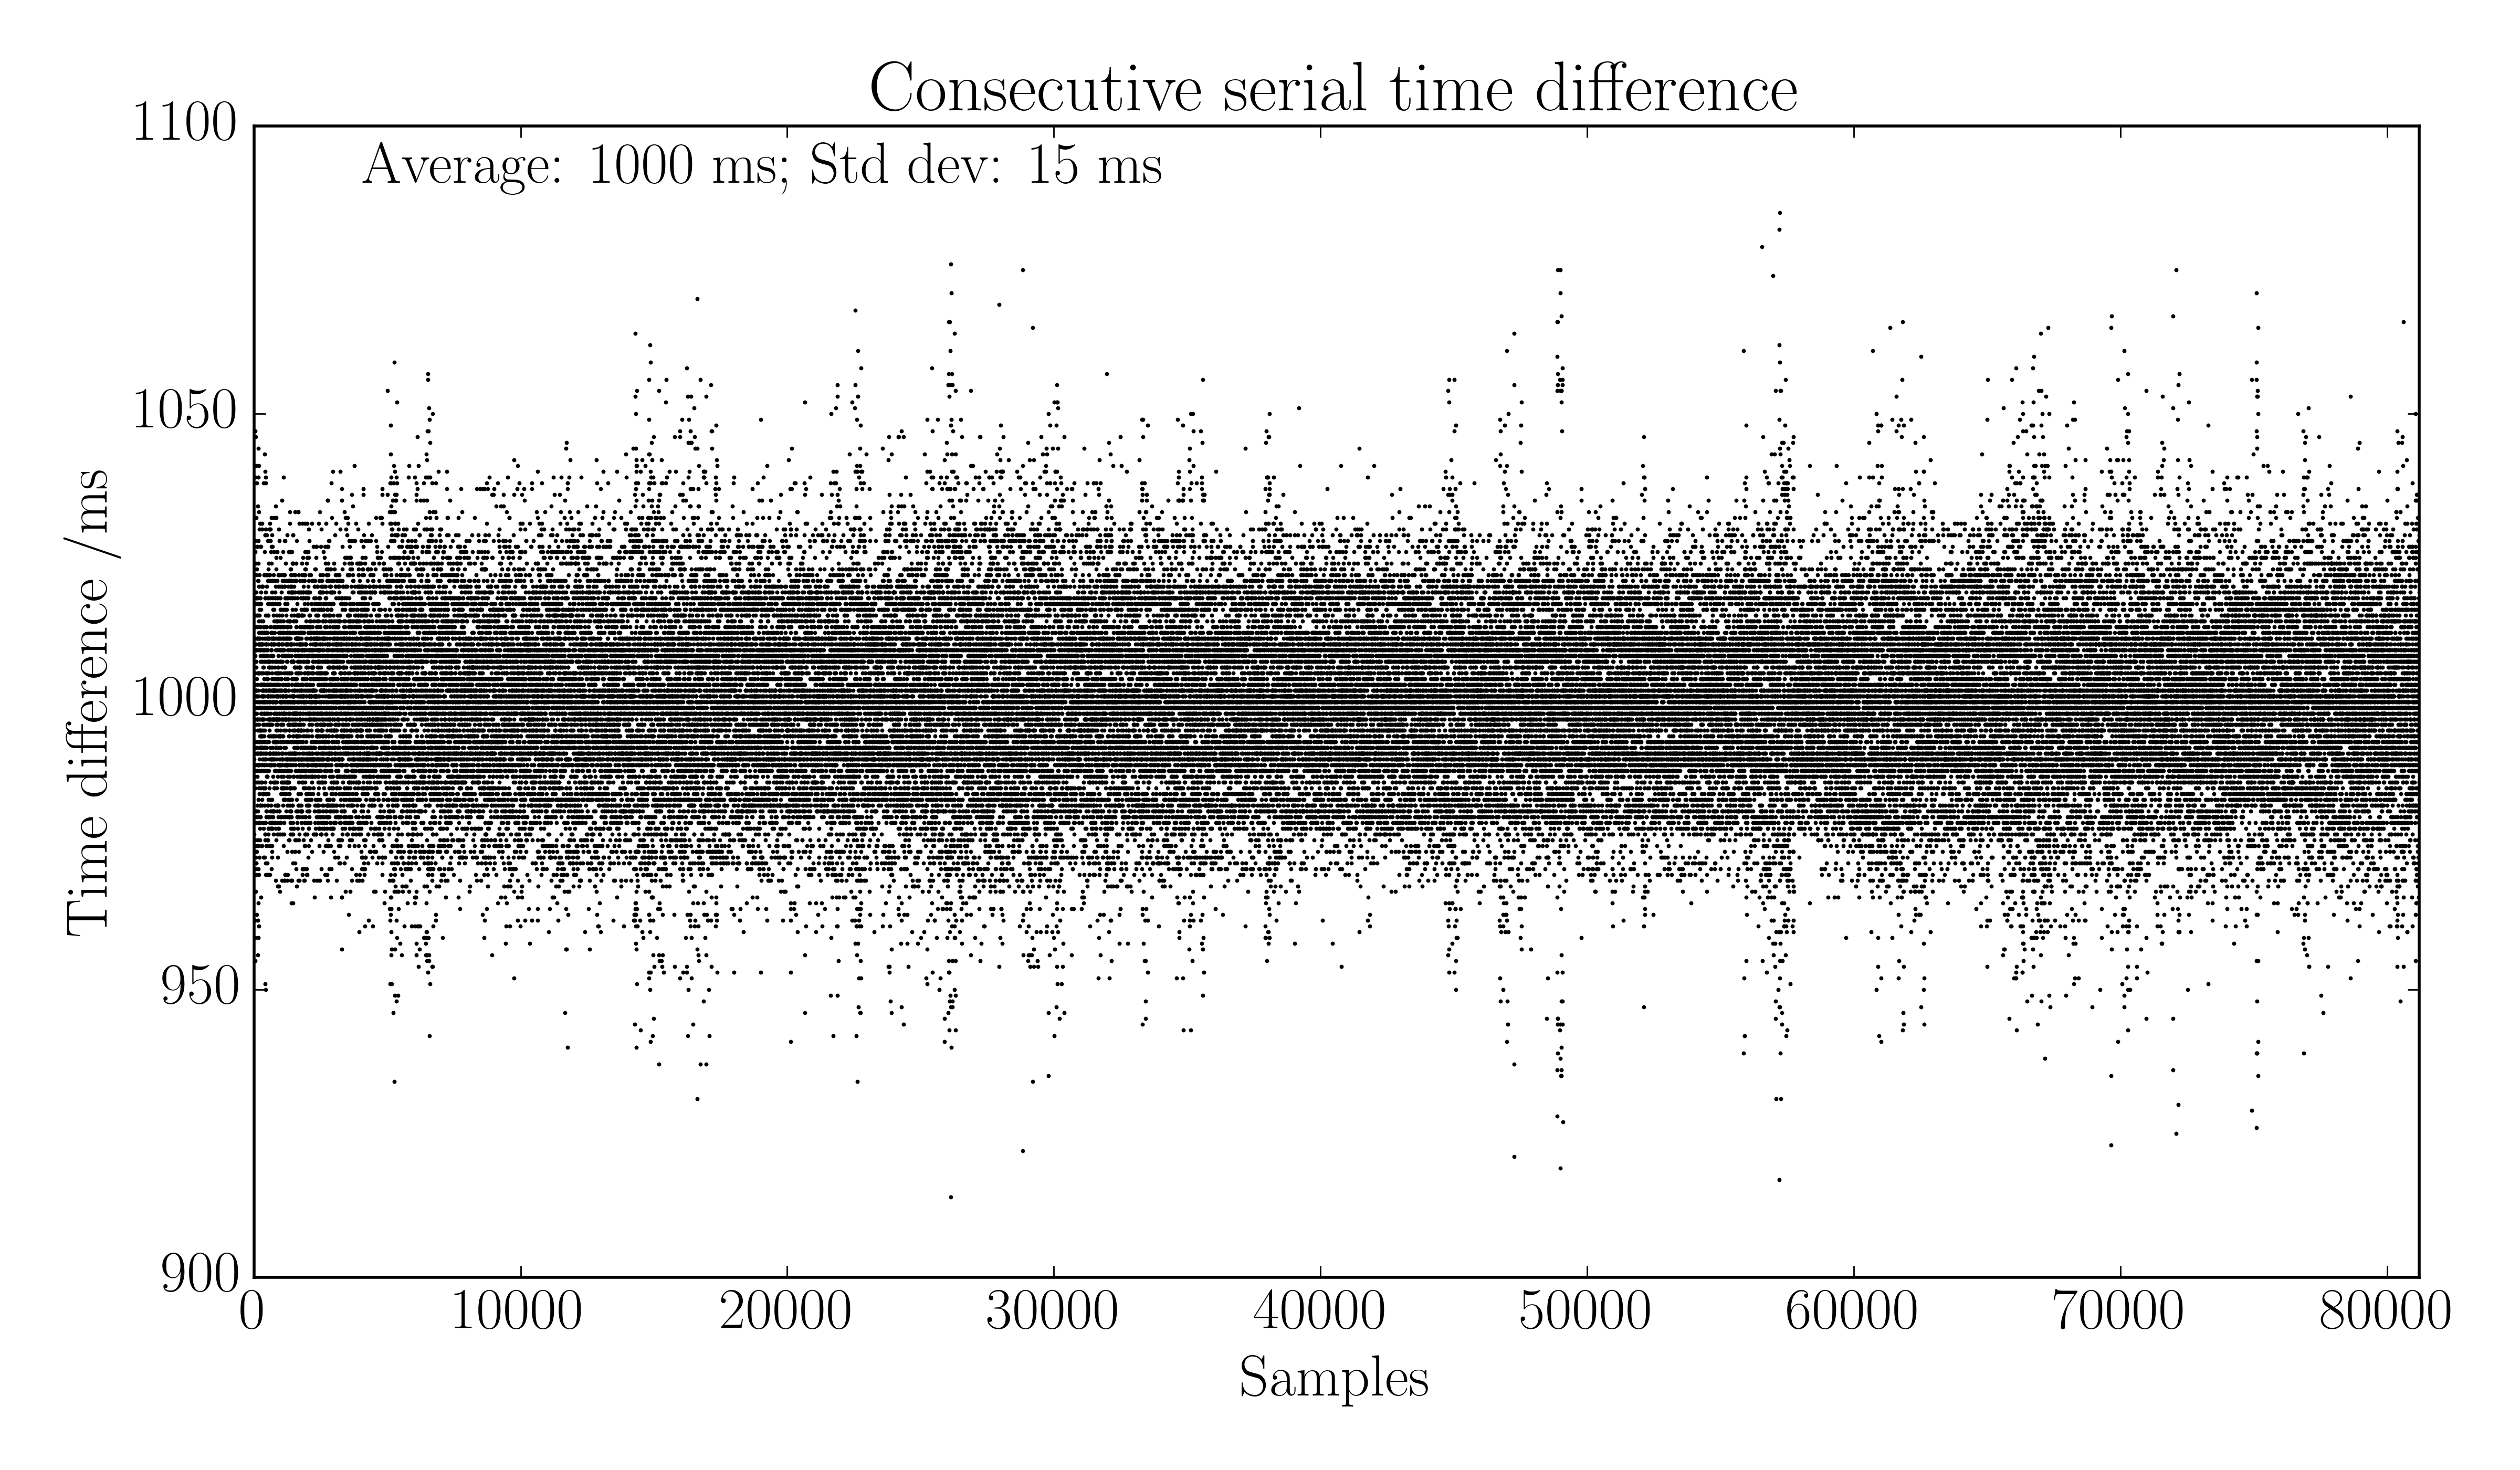 Consecutive serial time difference
Average: 1000 ms; Std dev: 15 ms
1100
1050
1000
950
900
Time difference /ms
0 10000 20000 30000 40000 50000 60000 70000 80000
Samples